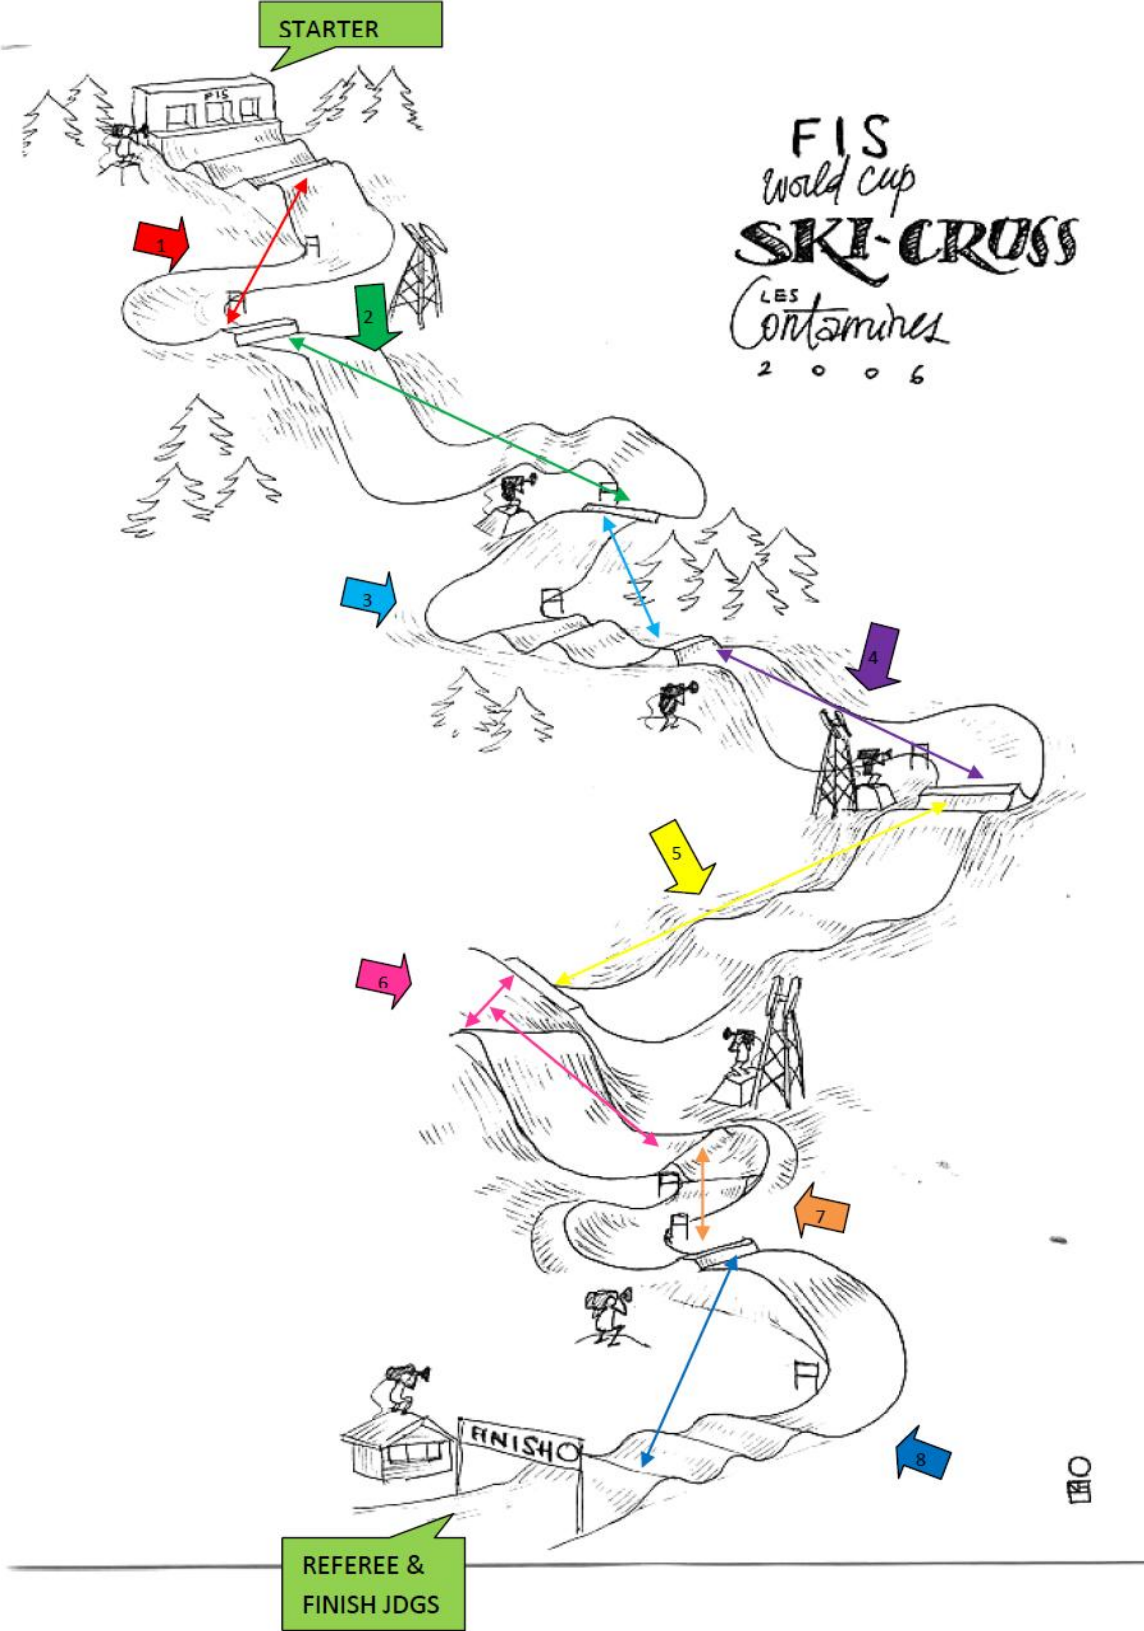 STARTER
FIS
FIS
World cup
SKI-CROSS
LES
Contamines
2006
1
2
3
4
5
6
7
8
FINISH
REFEREE &
FINISH JDGS